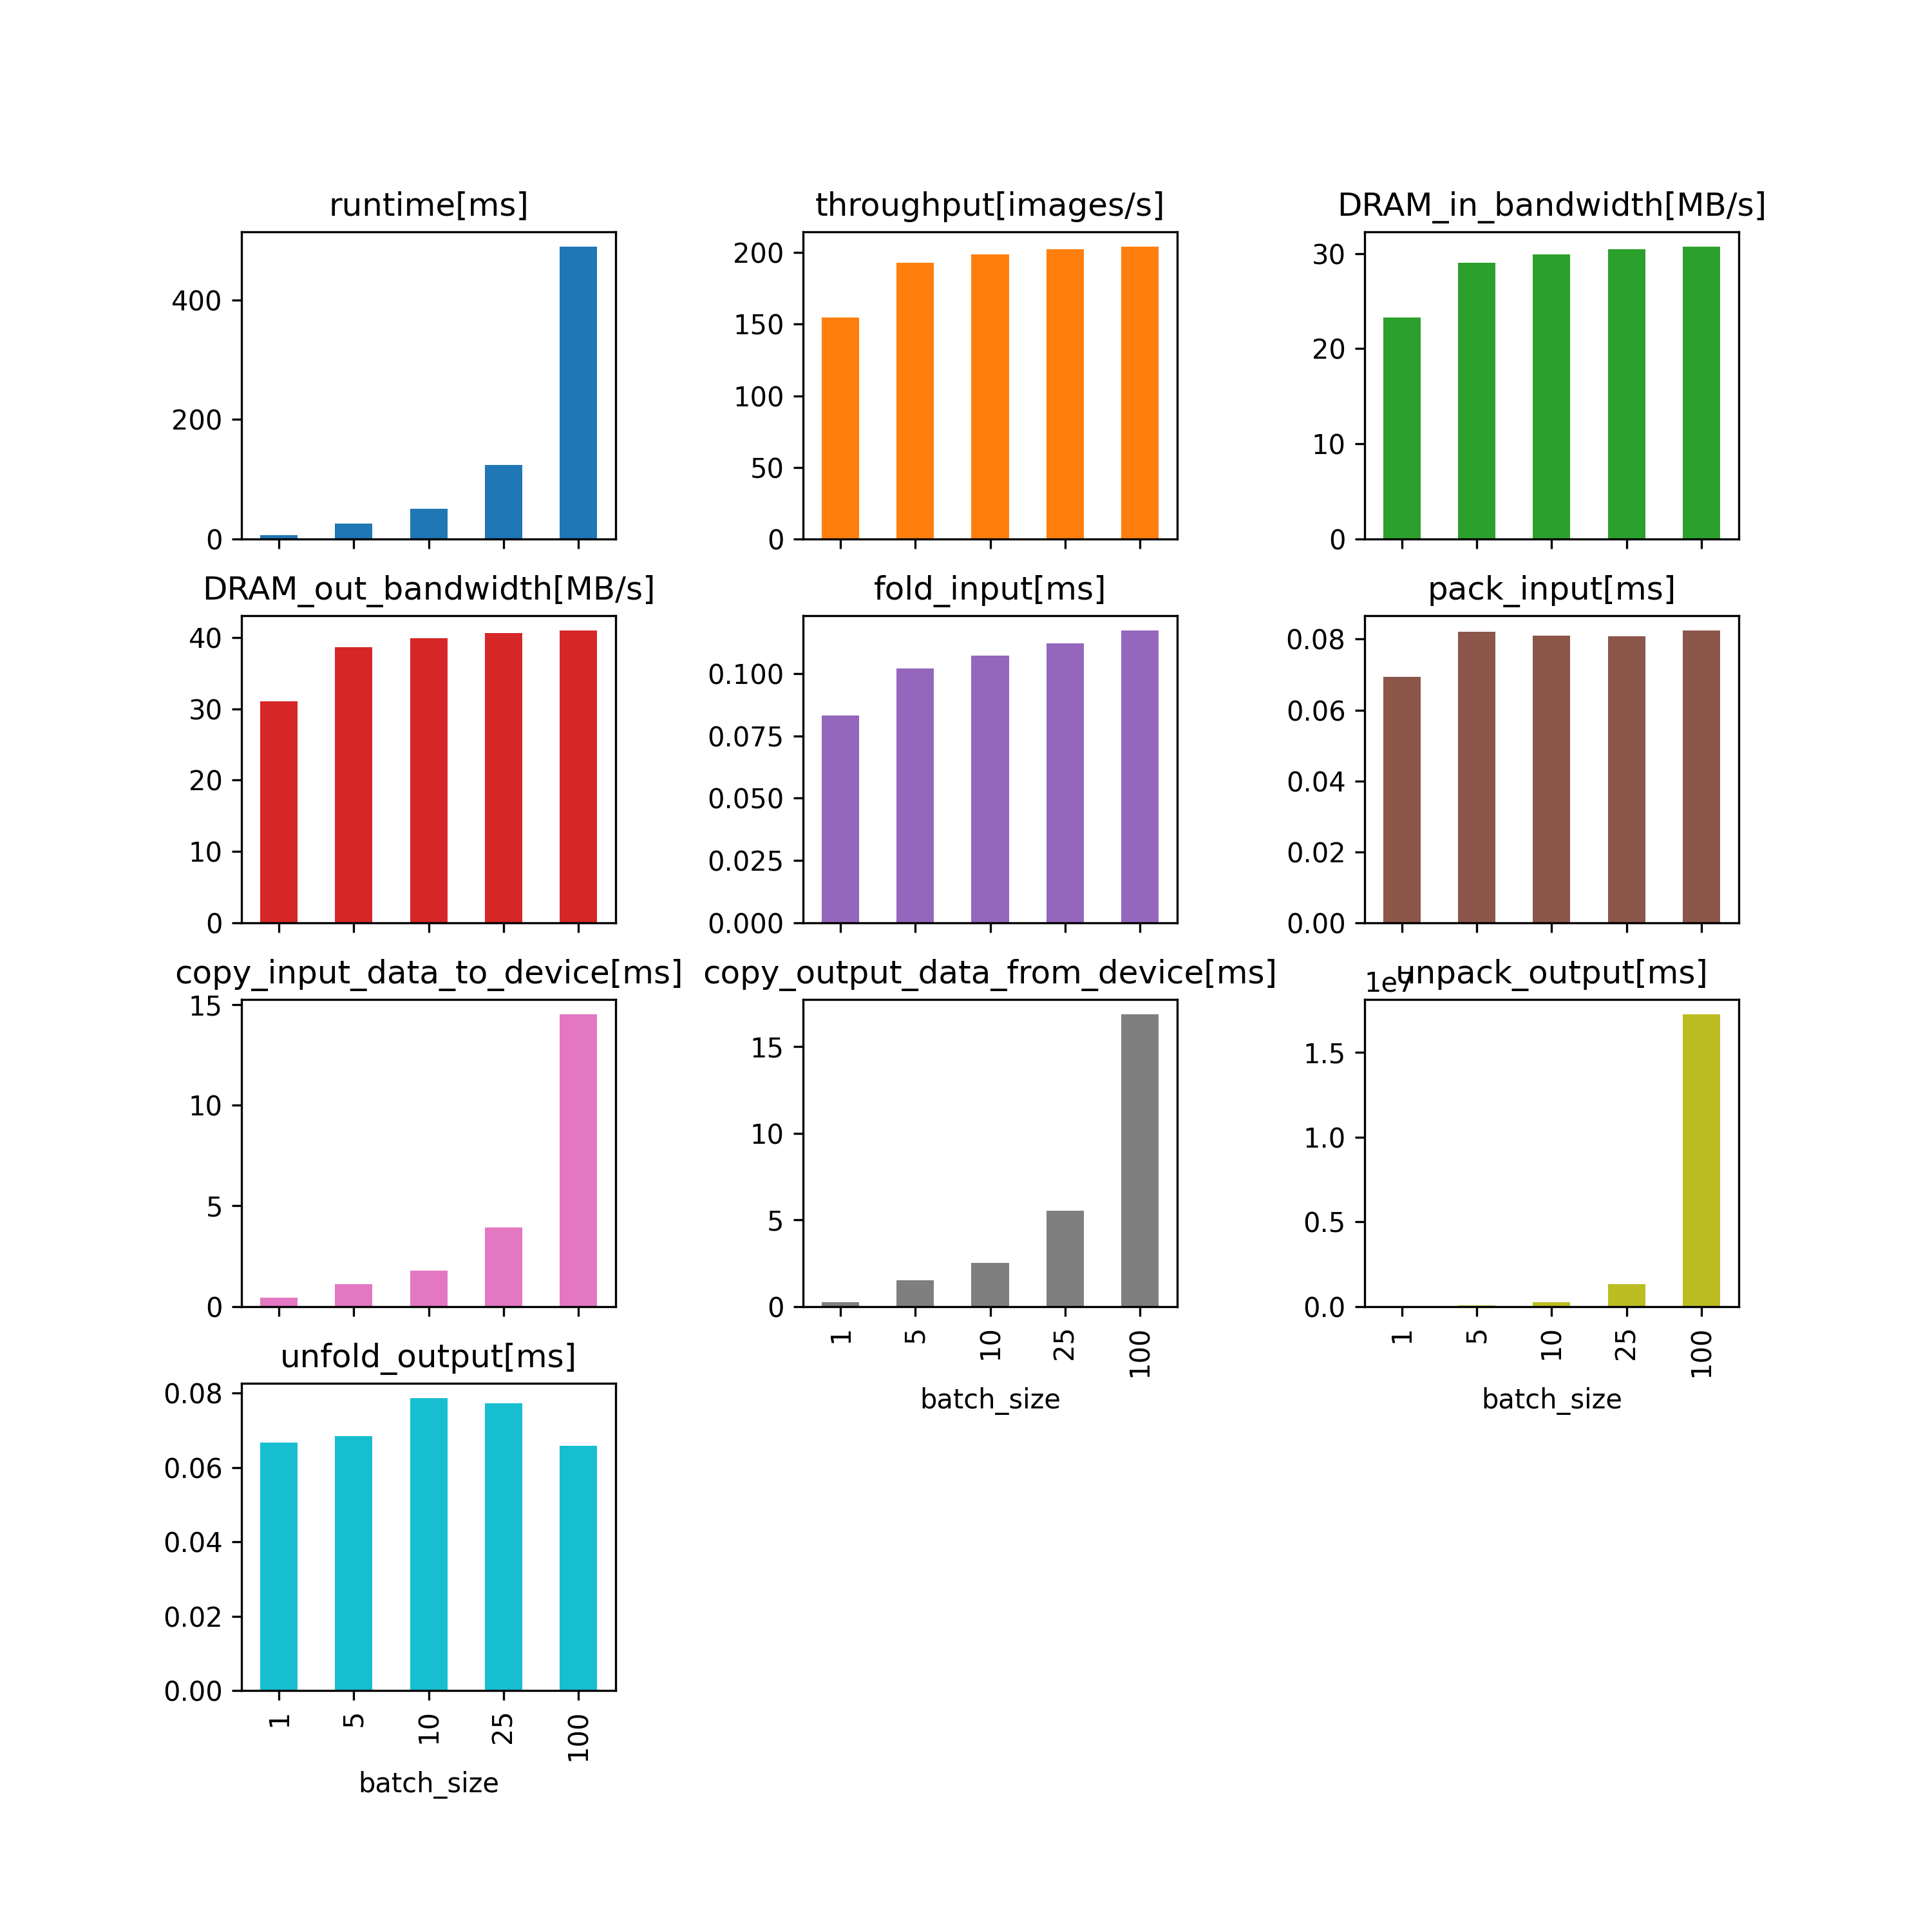 runtime[ms]
400
200
0
throughput[images/s]
200
150
100
50
0
DRAM_in_bandwidth[MB/s]
30
20
10
0
DRAM_out_bandwidth[MB/s]
40
30
20
10
0
fold_input[ms]
0.100
0.075
0.050
0.025
0.000
pack_input[ms]
0.08
0.06
0.04
0.02
0.00
copy_input_data_to_device[ms]
15
10
5
0
copy_output_data_from_device[ms]
15
10
5
0
1 5 10 25 100
batch_size
unpack_output[ms]
1e7
1.5
1.0
0.5
0.0
1 5 10 25 100
batch_size
unfold_output[ms]
0.08
0.06
0.04
0.02
0.00
1 5 10 25 100
batch_size